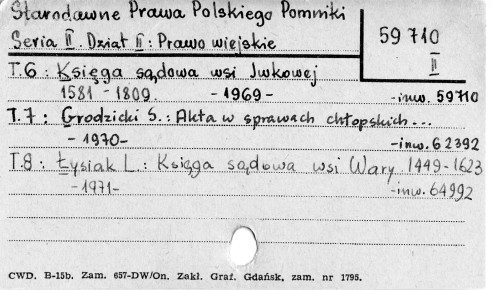 Starodawne Prawa Polskiego Pomniki
Seria II. Dział II: Prawo wiejskie
59 710
II
T.6: Księga sądowa wsi Iwkowej
1581 - 1809. - 1969 - -inw. 59710
T.7: Grodzicki S.: Akta w sprawach chłopskich...
- 1970- -inw. 62392
T.8: Łysiak L.: Księga sądowa wsi Wary 1449-1623
-1971- -inw. 64992
CWD. B-15b. Zam. 657-DW/On. Zakł. Graf. Gdańsk, zam. nr 1795.